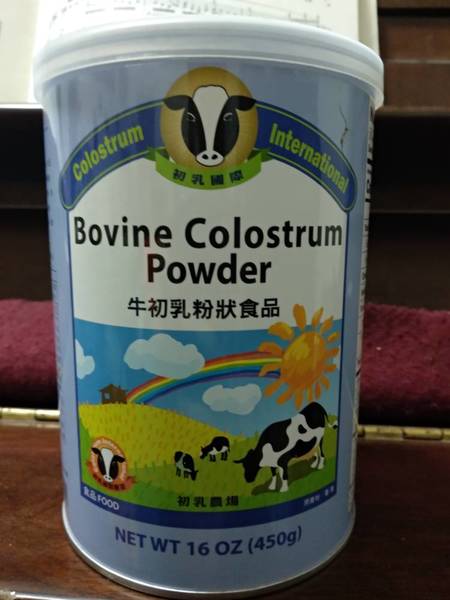 Colostrum International
初乳國際
Bovine Colostrum
Powder
牛初乳粉狀食品
初乳農場
食品 FOOD
NET WT 16 OZ (450g)